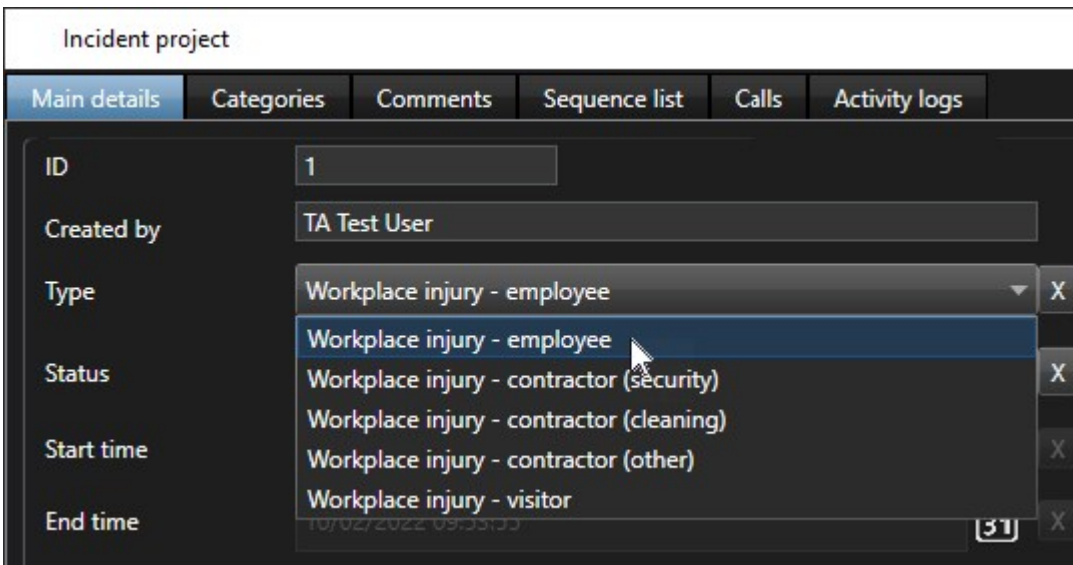 Incident project
Main details Categories Comments Sequence list Calls Activity logs
ID 1
Created by TA Test User
Type Workplace injury - employee X
Workplace injury - employee
Status X
Workplace injury - contractor (security)
Workplace injury - contractor (cleaning)
Start time X
Workplace injury - contractor (other)
Workplace injury - visitor
End time 31 X